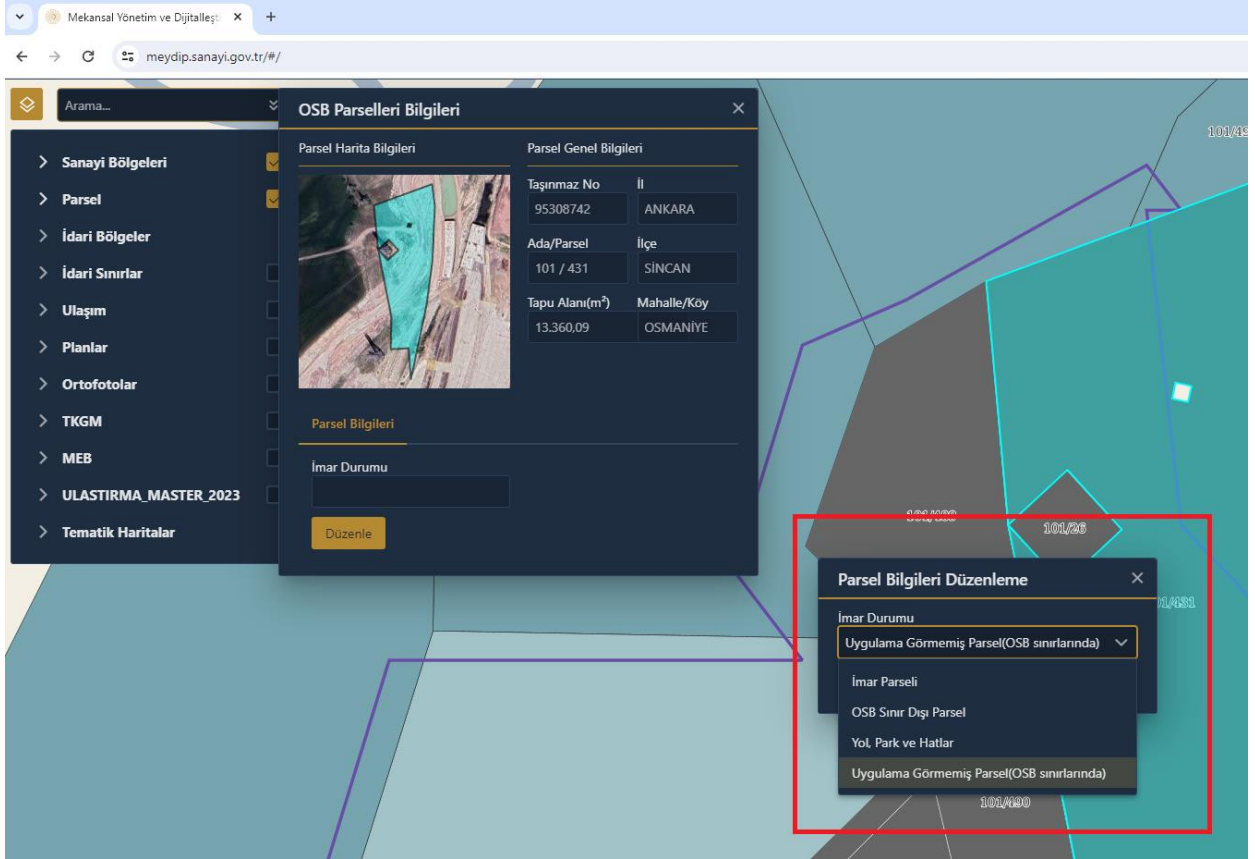 Mekansal Yönetim ve Dijitalleşt
meydip.sanayi.gov.tr/#/
Arama...
Sanayi Bölgeleri
Parsel
İdari Bölgeler
İdari Sınırlar
Ulaşım
Planlar
Ortofotolar
TKGM
MEB
ULASTIRMA_MASTER_2023
Tematik Haritalar
OSB Parselleri Bilgileri
Parsel Harita Bilgileri
Parsel Genel Bilgileri
Taşınmaz No İl
95308742 ANKARA
Ada/Parsel İlçe
101 / 431 SİNCAN
Tapu Alanı(m²) Mahalle/Köy
13.360,09 OSMANİYE
Parsel Bilgileri
İmar Durumu
Düzenle
101/26
Parsel Bilgileri Düzenleme
İmar Durumu
Uygulama Görmemiş Parsel(OSB sınırlarında)
İmar Parseli
OSB Sınır Dışı Parsel
Yol, Park ve Hatlar
Uygulama Görmemiş Parsel(OSB sınırlarında)
101/490